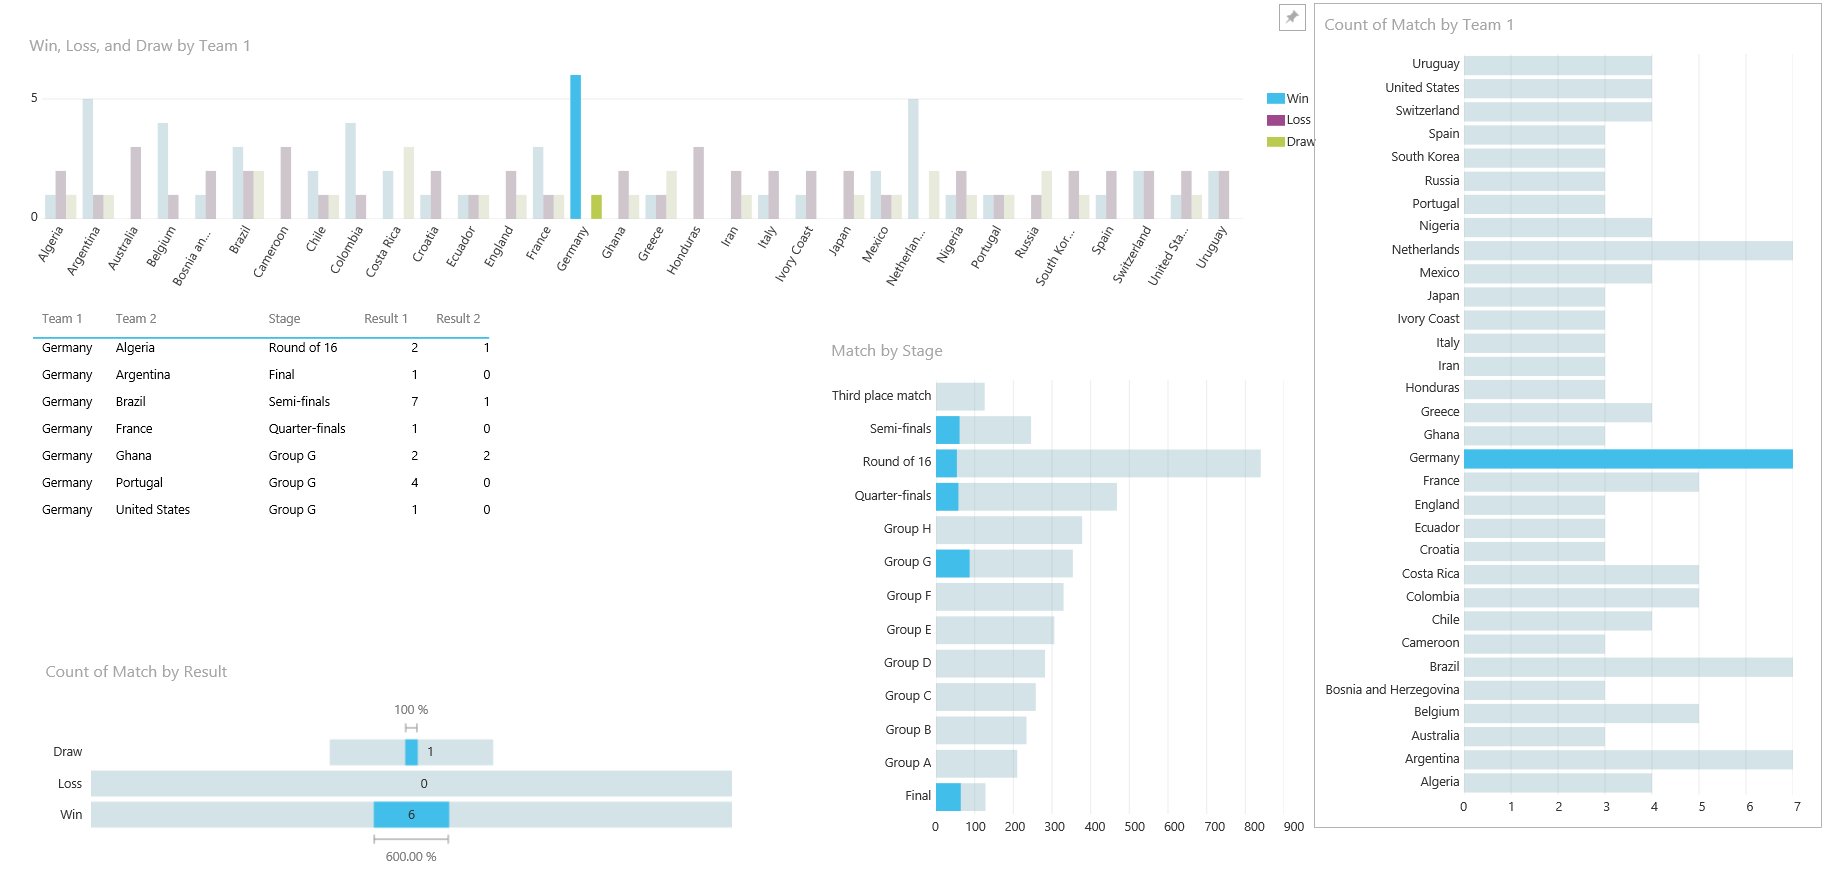 Win, Loss, and Draw by Team 1
5
0
Win
Loss
Draw
Algeria
Argentina
Australia
Belgium
Bosnia an...
Brazil
Cameroon
Chile
Colombia
Costa Rica
Croatia
Ecuador
England
France
Germany
Ghana
Greece
Honduras
Iran
Italy
Ivory Coast
Japan
Mexico
Netherlan...
Nigeria
Portugal
Russia
South Kor...
Spain
Switzerland
United Sta...
Uruguay
Team 1 Team 2 Stage Result 1 Result 2
Germany Algeria Round of 16 2 1
Germany Argentina Final 1 0
Germany Brazil Semi-finals 7 1
Germany France Quarter-finals 1 0
Germany Ghana Group G 2 2
Germany Portugal Group G 4 0
Germany United States Group G 1 0
Count of Match by Result
100 %
Draw 1
Loss 0
Win 6
600.00 %
Match by Stage
Third place match
Semi-finals
Round of 16
Quarter-finals
Group H
Group G
Group F
Group E
Group D
Group C
Group B
Group A
Final
0 100 200 300 400 500 600 700 800 900
Count of Match by Team 1
Uruguay
United States
Switzerland
Spain
South Korea
Russia
Portugal
Nigeria
Netherlands
Mexico
Japan
Ivory Coast
Italy
Iran
Honduras
Greece
Ghana
Germany
France
England
Ecuador
Croatia
Costa Rica
Colombia
Chile
Cameroon
Brazil
Bosnia and Herzegovina
Belgium
Australia
Argentina
Algeria
0 1 2 3 4 5 6 7